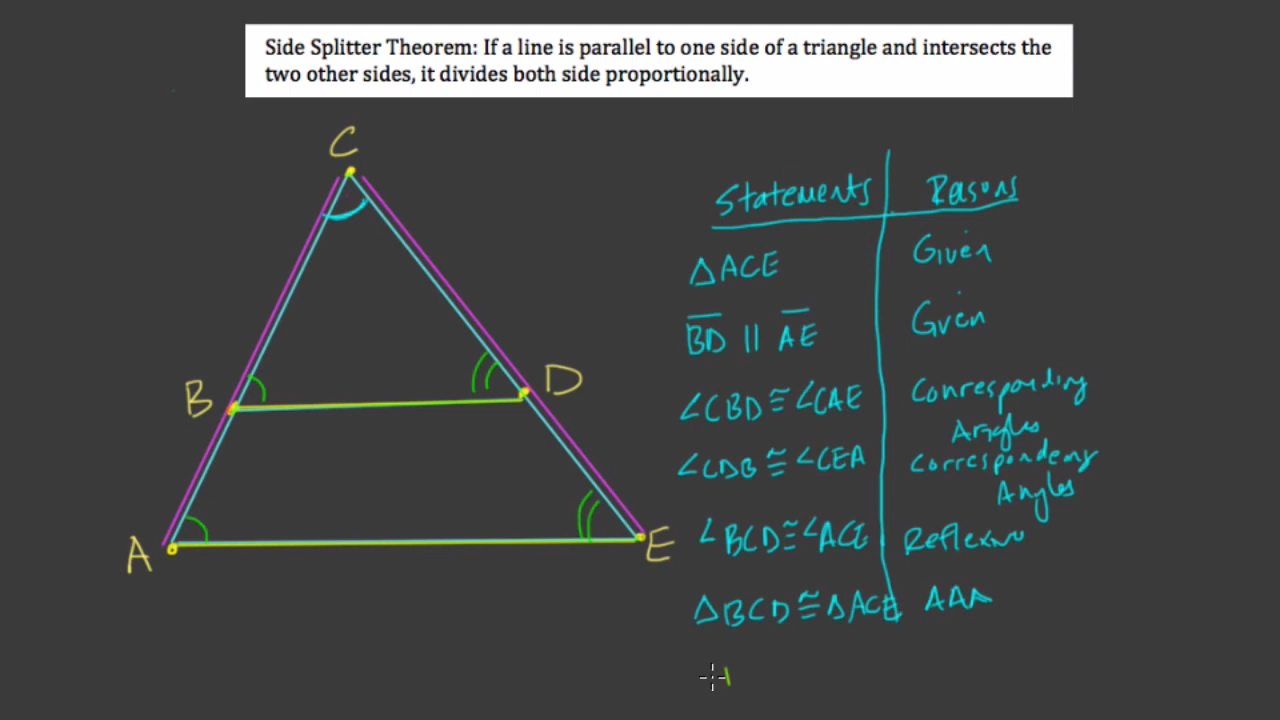 Side Splitter Theorem: If a line is parallel to one side of a triangle and intersects the
two other sides, it divides both side proportionally.
C
B
D
A
E
Statements Reasons
△ACE Given
B̅D̅ || A̅E̅ Given
∠CBD ≅ ∠CAE Corresponding
Angles
∠CDB ≅ ∠CEA Corresponding
Angles
∠BCD ≅ ∠ACE Reflexive
△BCD ≅ △ACE AAA